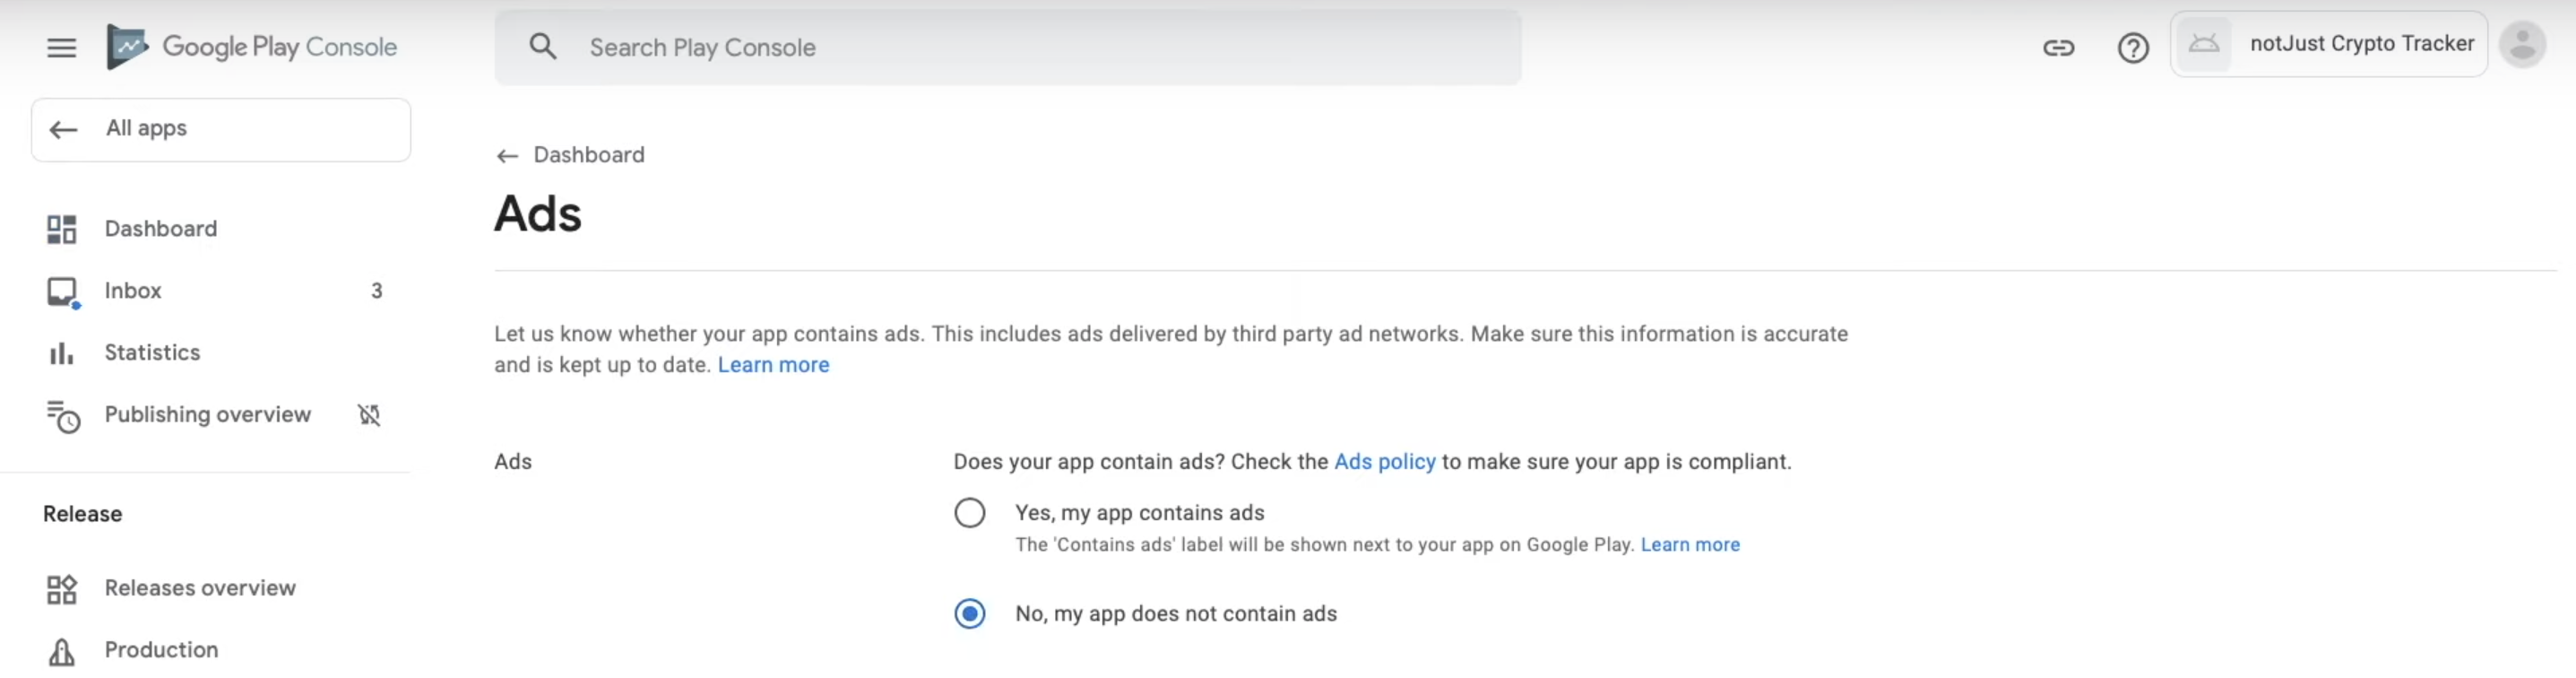 Google Play Console
Search Play Console
notJust Crypto Tracker
All apps
Dashboard
Inbox 3
Statistics
Publishing overview
Release
Releases overview
Production
Dashboard
Ads
Let us know whether your app contains ads. This includes ads delivered by third party ad networks. Make sure this information is accurate
and is kept up to date. Learn more
Ads
Does your app contain ads? Check the Ads policy to make sure your app is compliant.
Yes, my app contains ads
The 'Contains ads' label will be shown next to your app on Google Play. Learn more
No, my app does not contain ads